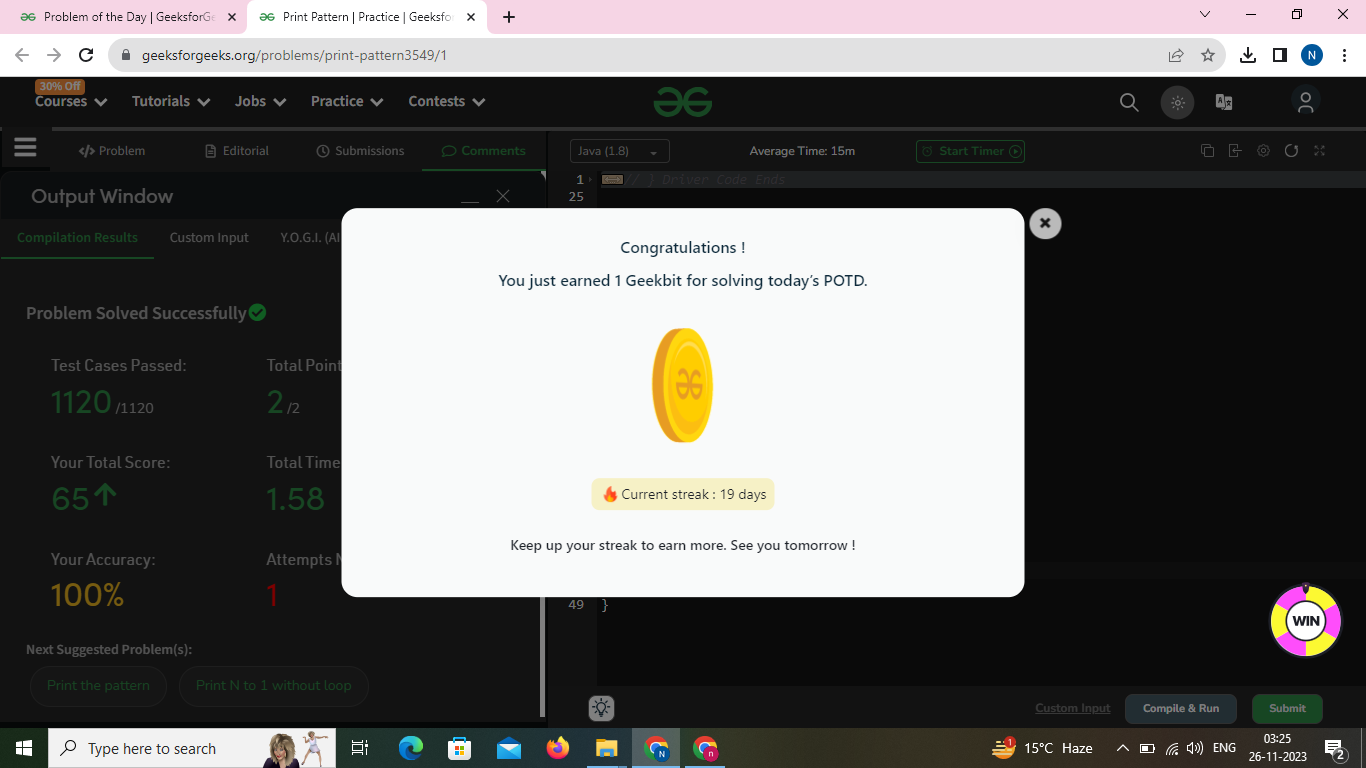 Problem of the Day | GeeksforGe
Print Pattern | Practice | Geeksfo
geeksforgeeks.org/problems/print-pattern3549/1
N
30% Off
Courses
Tutorials
Jobs
Practice
Contests
Problem
Editorial
Submissions
Comments
Java (1.8)
Average Time: 15m
Start Timer
Output Window
1
// } Driver Code Ends
25
Compilation Results
Custom Input
Y.O.G.I. (AI
Congratulations !
You just earned 1 Geekbit for solving today's POTD.
Problem Solved Successfully
Test Cases Passed:
1120 /1120
Total Point
2 /2
Your Total Score:
65
Total Time
1.58
Your Accuracy:
100%
Attempts N
1
🔥 Current streak : 19 days
Keep up your streak to earn more. See you tomorrow !
49 }
WIN
Next Suggested Problem(s):
Print the pattern
Print N to 1 without loop
Custom Input
Compile & Run
Submit
Type here to search
N
n
1
15°C Haze
ENG
03:25
26-11-2023
2